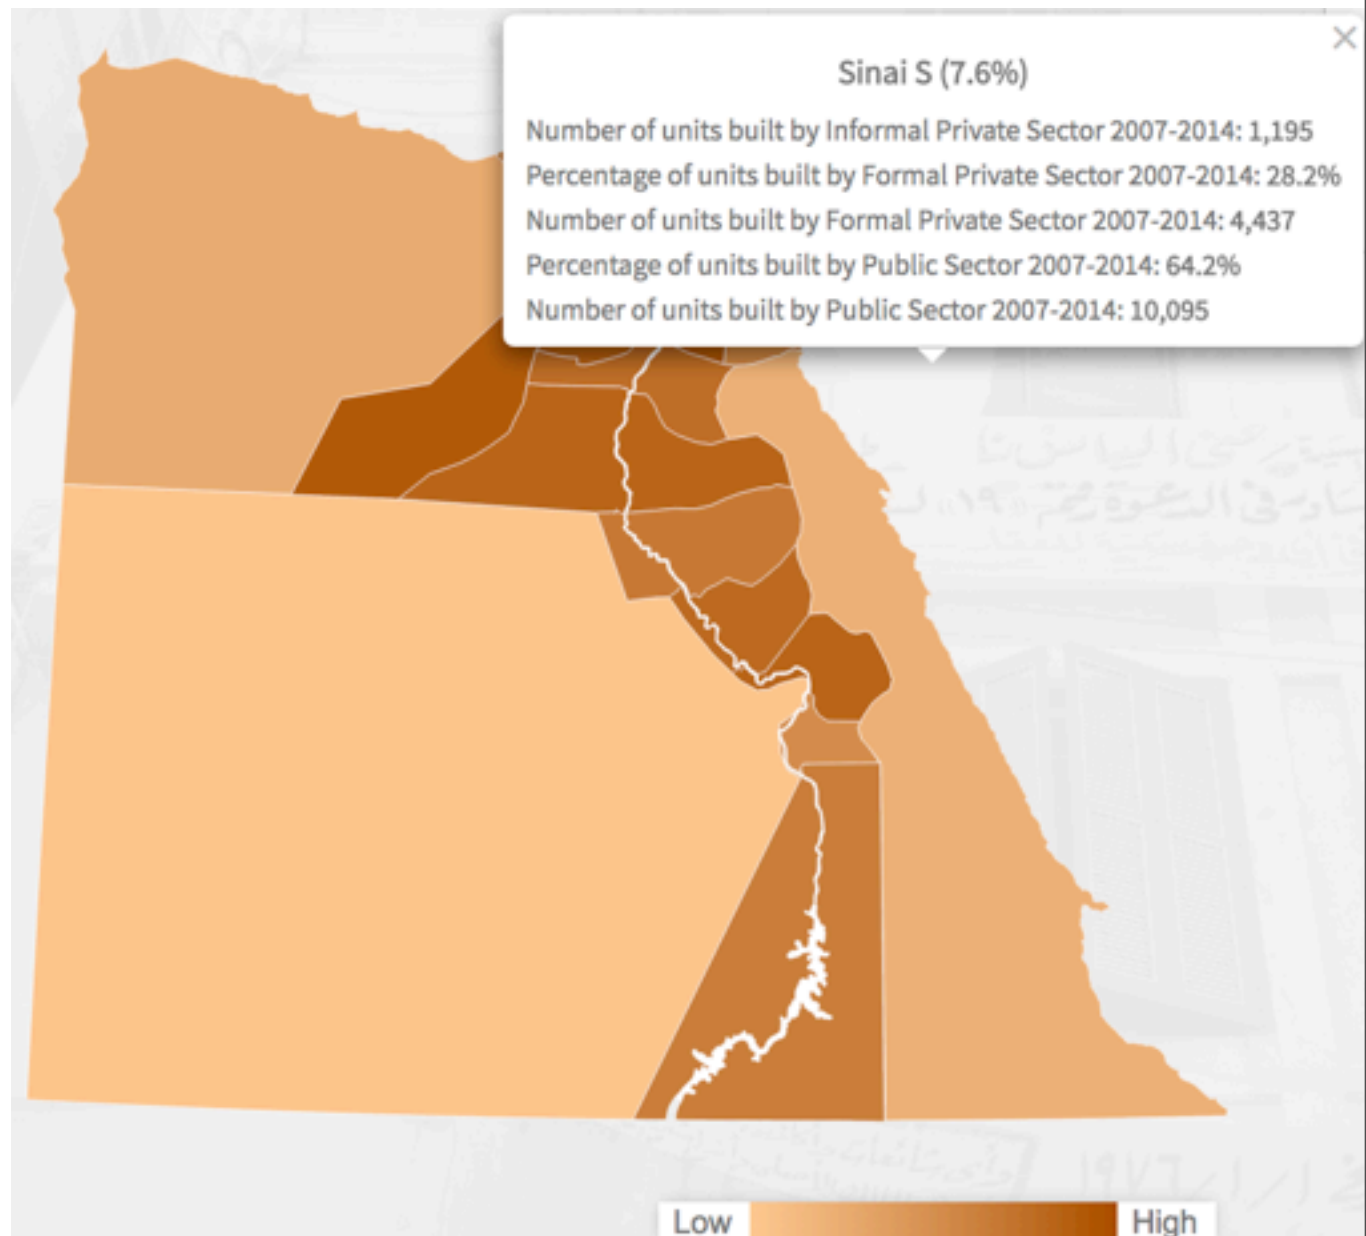 Sinai S (7.6%)
Number of units built by Informal Private Sector 2007-2014: 1,195
Percentage of units built by Formal Private Sector 2007-2014: 28.2%
Number of units built by Formal Private Sector 2007-2014: 4,437
Percentage of units built by Public Sector 2007-2014: 64.2%
Number of units built by Public Sector 2007-2014: 10,095
Low
High